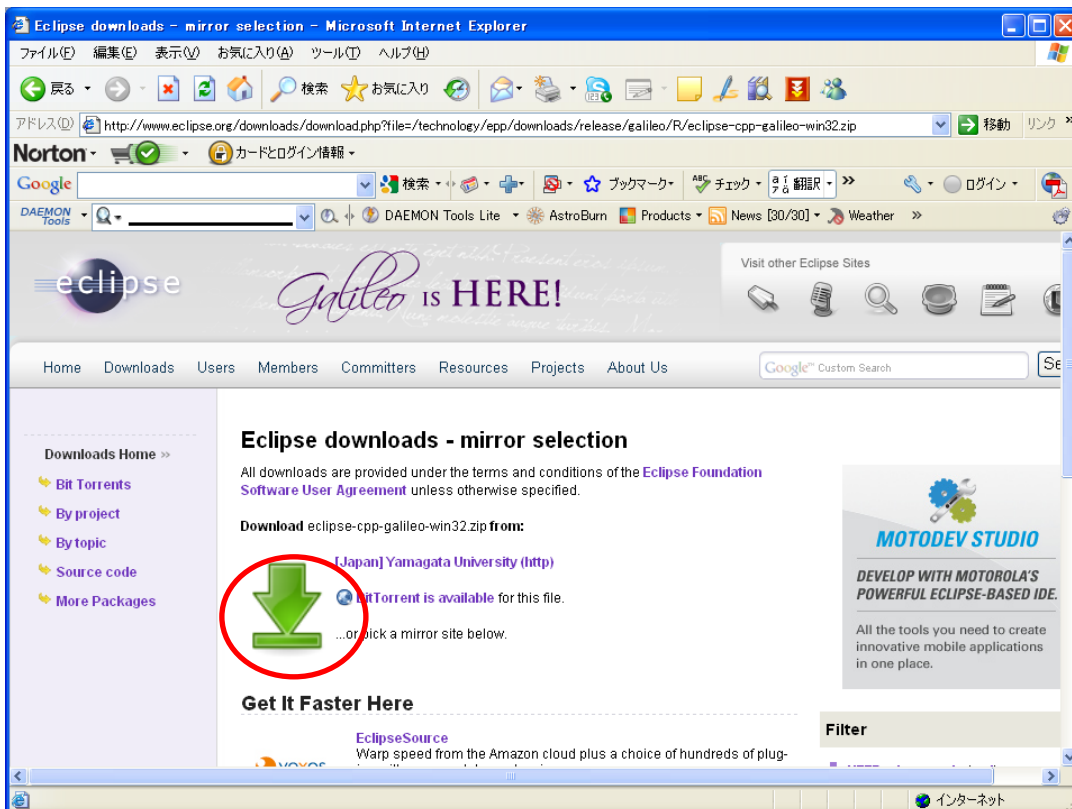 Eclipse downloads - mirror selection - Microsoft Internet Explorer
ファイル(F) 編集(E) 表示(V) お気に入り(A) ツール(T) ヘルプ(H)
戻る 検索 お気に入り
アドレス(D) http://www.eclipse.org/downloads/download.php?file=/technology/epp/downloads/release/galileo/R/eclipse-cpp-galileo-win32.zip 移動 リンク »
Norton カードとログイン情報
Google 検索 ブックマーク チェック 翻訳 » ログイン
DAEMON Tools DAEMON Tools Lite AstroBurn Products News [30/30] Weather »
eclipse
Galileo IS HERE!
Visit other Eclipse Sites
Home Downloads Users Members Committers Resources Projects About Us
Google™ Custom Search Se
Downloads Home »
Bit Torrents
By project
By topic
Source code
More Packages
Eclipse downloads - mirror selection
All downloads are provided under the terms and conditions of the Eclipse Foundation
Software User Agreement unless otherwise specified.
Download eclipse-cpp-galileo-win32.zip from:
[Japan] Yamagata University (http)
BitTorrent is available for this file.
...or pick a mirror site below.
Get It Faster Here
EclipseSource
Warp speed from the Amazon cloud plus a choice of hundreds of plug-
MOTODEV STUDIO
DEVELOP WITH MOTOROLA'S
POWERFUL ECLIPSE-BASED IDE.
All the tools you need to create
innovative mobile applications
in one place.
Filter
インターネット